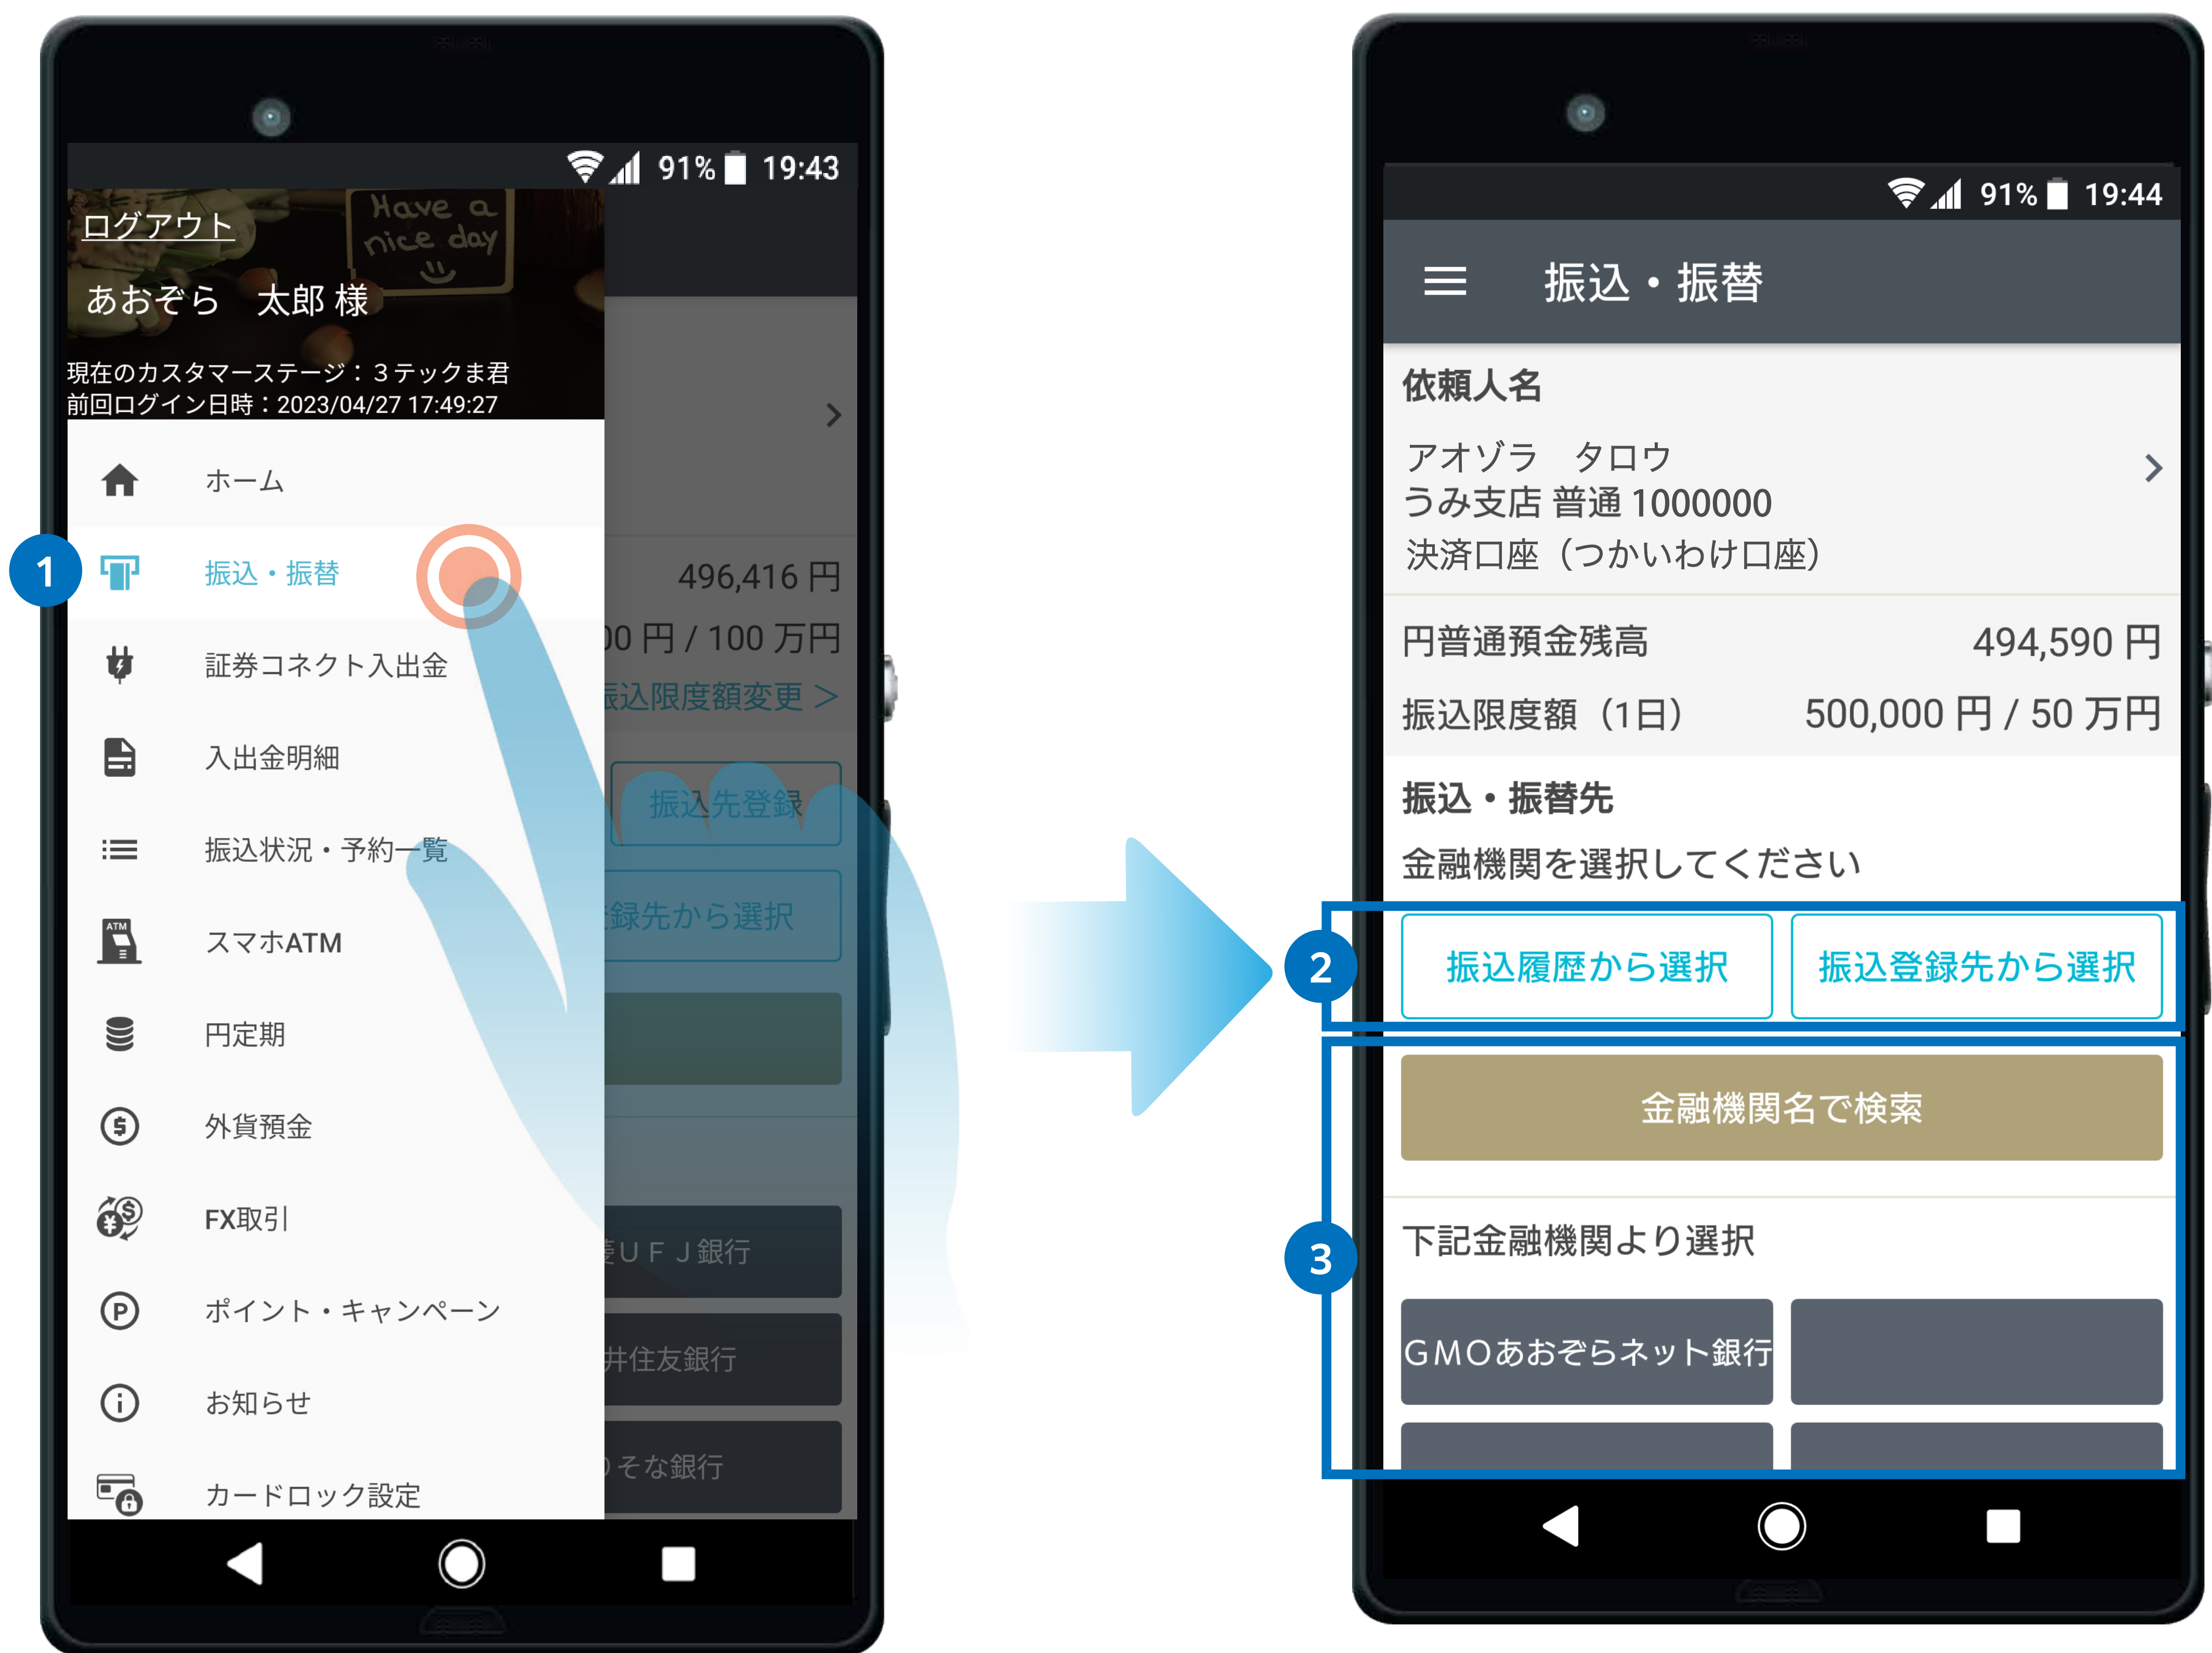 91% 19:43
Have a
nice day
ログアウト
あおぞら　太郎 様
現在のカスタマーステージ：３テックま君
前回ログイン日時：2023/04/27 17:49:27
ホーム
1
振込・振替
証券コネクト入出金
入出金明細
振込状況・予約一覧
ATM
スマホATM
円定期
外貨預金
FX取引
ポイント・キャンペーン
お知らせ
カードロック設定
496,416 円
00 円 / 100 万円
振込限度額変更 ＞
振込先登録
録先から選択
ＵＦＪ銀行
井住友銀行
そな銀行
91% 19:44
振込・振替
依頼人名
アオゾラ　タロウ
うみ支店 普通 1000000
決済口座（つかいわけ口座）
円普通預金残高 494,590 円
振込限度額（1日） 500,000 円 / 50 万円
振込・振替先
金融機関を選択してください
2
振込履歴から選択 振込登録先から選択
3
金融機関名で検索
下記金融機関より選択
ＧＭＯあおぞらネット銀行